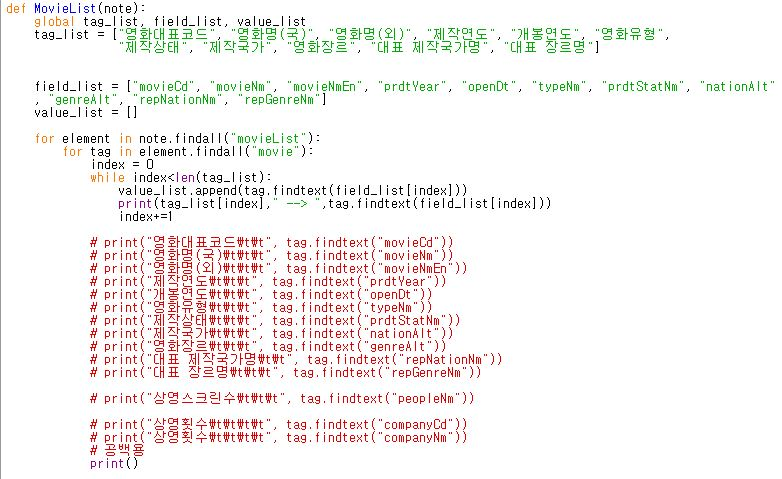 def MovieList(note):
    global tag_list, field_list, value_list
    tag_list = ["영화대표코드", "영화명(국)", "영화명(외)", "제작연도", "개봉연도", "영화유형",
                "제작상태", "제작국가", "영화장르", "대표 제작국가명", "대표 장르명"]
    field_list = ["movieCd", "movieNm", "movieNmEn", "prdtYear", "openDt", "typeNm", "prdtStatNm", "nationAlt"
    , "genreAlt", "repNationNm", "repGenreNm"]
    value_list = []
    for element in note.findall("movieList"):
        for tag in element.findall("movie"):
            index = 0
            while index<len(tag_list):
                value_list.append(tag.findtext(field_list[index]))
                print(tag_list[index]," --> ",tag.findtext(field_list[index]))
                index+=1
            # print("영화대표코드₩t₩t", tag.findtext("movieCd"))
            # print("영화명(국)₩t₩t₩t", tag.findtext("movieNm"))
            # print("영화명(외)₩t₩t₩t", tag.findtext("movieNmEn"))
            # print("제작연도₩t₩t₩t", tag.findtext("prdtYear"))
            # print("개봉연도₩t₩t₩t", tag.findtext("openDt"))
            # print("영화유형₩t₩t₩t", tag.findtext("typeNm"))
            # print("제작상태₩t₩t₩t", tag.findtext("prdtStatNm"))
            # print("제작국가₩t₩t₩t", tag.findtext("nationAlt"))
            # print("영화장르₩t₩t₩t", tag.findtext("genreAlt"))
            # print("대표 제작국가명₩t₩t", tag.findtext("repNationNm"))
            # print("대표 장르명₩t₩t₩t", tag.findtext("repGenreNm"))
            # print("상영스크린수₩t₩t₩t", tag.findtext("peopleNm"))
            # print("상영횟수₩t₩t₩t₩t", tag.findtext("companyCd"))
            # print("상영횟수₩t₩t₩t₩t", tag.findtext("companyNm"))
            # 공백용
            print()